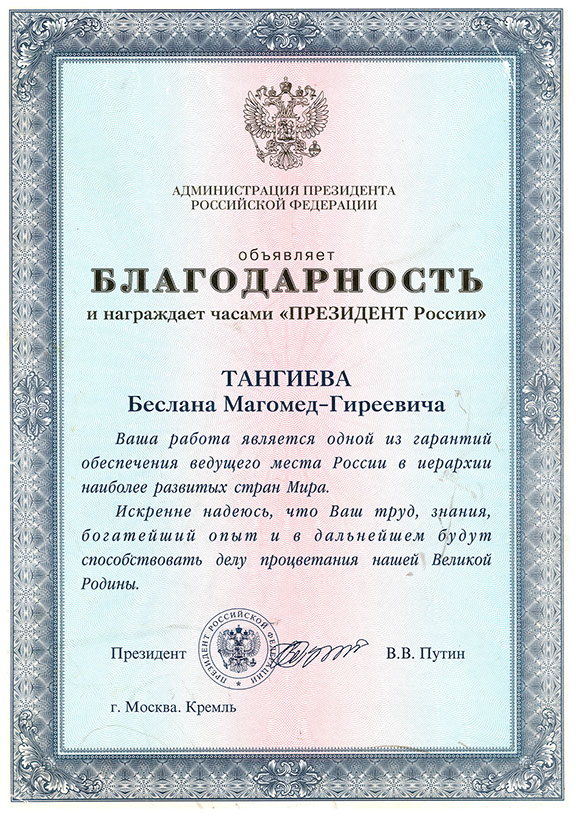 АДМИНИСТРАЦИЯ ПРЕЗИДЕНТА
РОССИЙСКОЙ ФЕДЕРАЦИИ
объявляет
БЛАГОДАРНОСТЬ
и награждает часами «ПРЕЗИДЕНТ России»
ТАНГИЕВА
Беслана Магомед-Гиреевича
Ваша работа является одной из гарантий
обеспечения ведущего места России в иерархии
наиболее развитых стран Мира.
Искренне надеюсь, что Ваш труд, знания,
богатейший опыт и в дальнейшем будут
способствовать делу процветания нашей Великой
Родины.
Президент
ПРЕЗИДЕНТ РОССИЙСКОЙ ФЕДЕРАЦИИ
В.В. Путин
г. Москва. Кремль